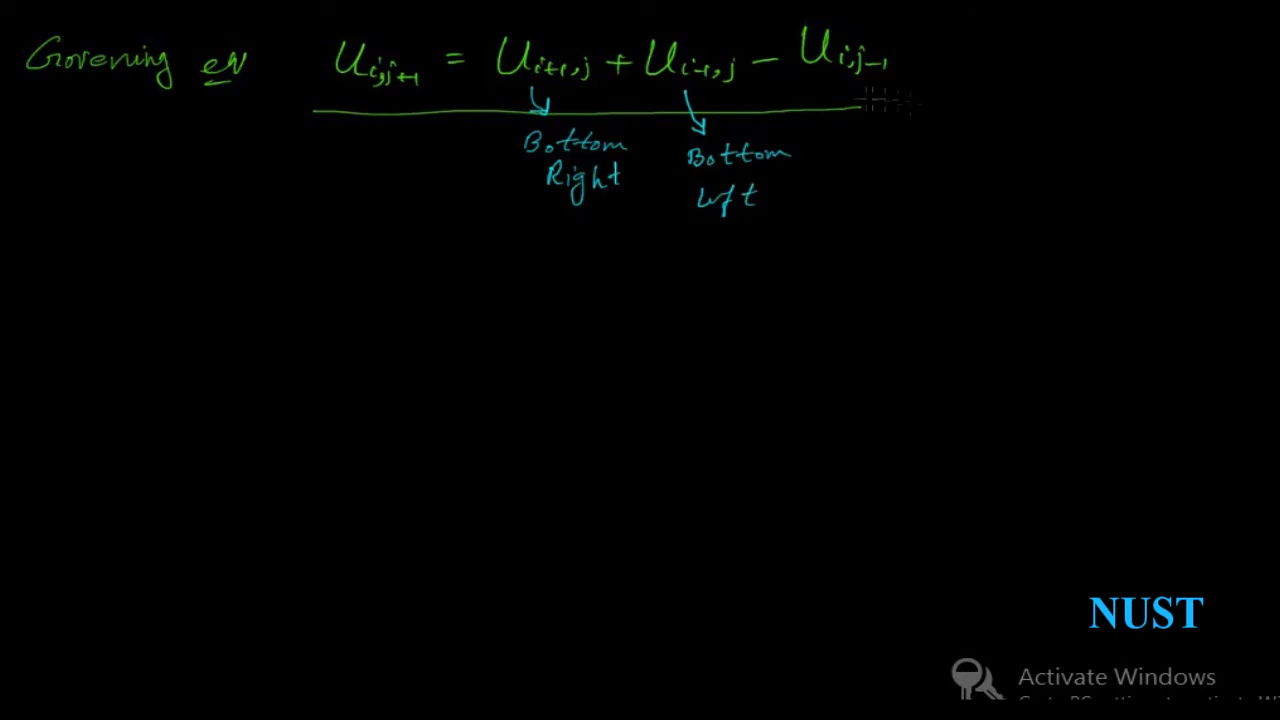 Governing eq U_{i,j+1} = U_{i+1,j} + U_{i-1,j} - U_{i,j-1}
Bottom Right
Bottom Left
NUST
Activate Windows